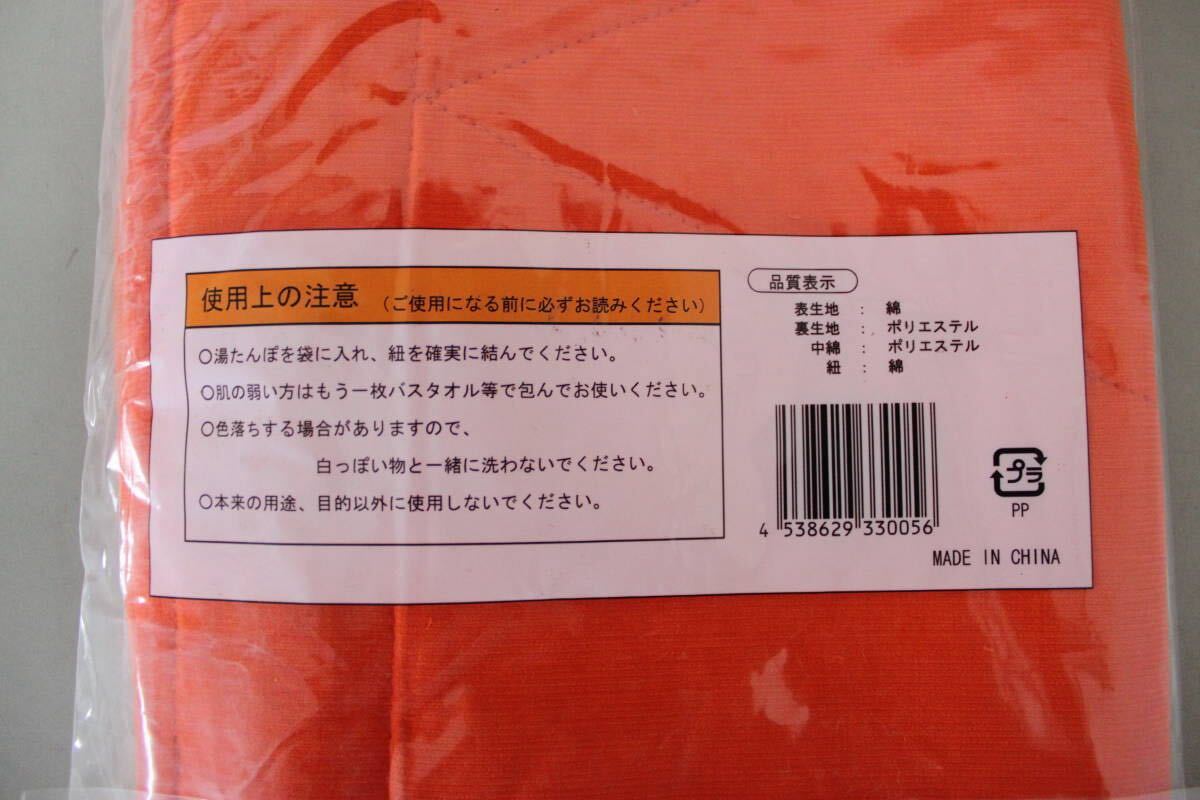 使用上の注意 (ご使用になる前に必ずお読みください)
○湯たんぽを袋に入れ、紐を確実に結んでください。
○肌の弱い方はもう一枚バスタオル等で包んでお使いください。
○色落ちする場合がありますので、
白っぽい物と一緒に洗わないでください。
○本来の用途、目的以外に使用しないでください。
品質表示
表生地 : 綿
裏生地 : ポリエステル
中綿 : ポリエステル
紐 : 綿
4 538629 330056
プラ
PP
MADE IN CHINA